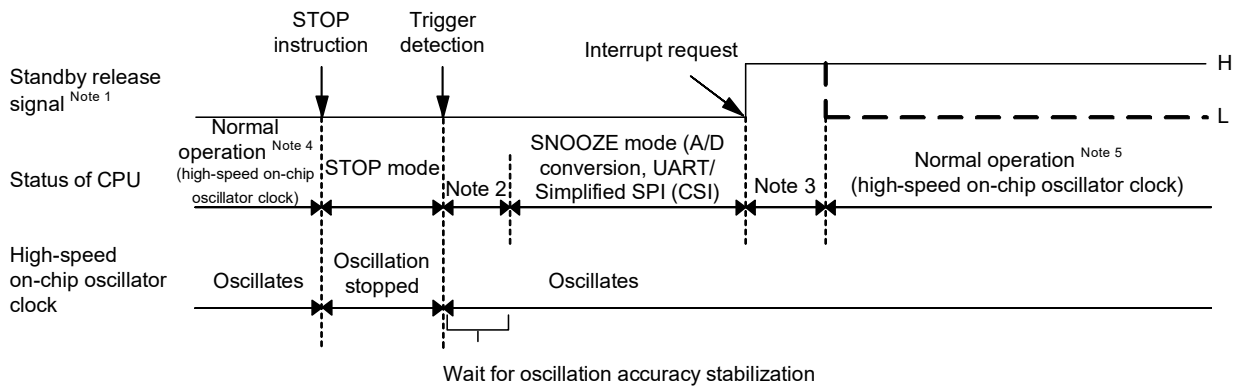 STOP
instruction
Trigger
detection
Interrupt request
Standby release
signal Note 1
H
L
Status of CPU
Normal
operation Note 4
(high-speed on-chip
oscillator clock)
STOP mode
Note 2
SNOOZE mode (A/D
conversion, UART/
Simplified SPI (CSI)
Note 3
Normal operation Note 5
(high-speed on-chip oscillator clock)
High-speed
on-chip oscillator
clock
Oscillates
Oscillation
stopped
Oscillates
Wait for oscillation accuracy stabilization